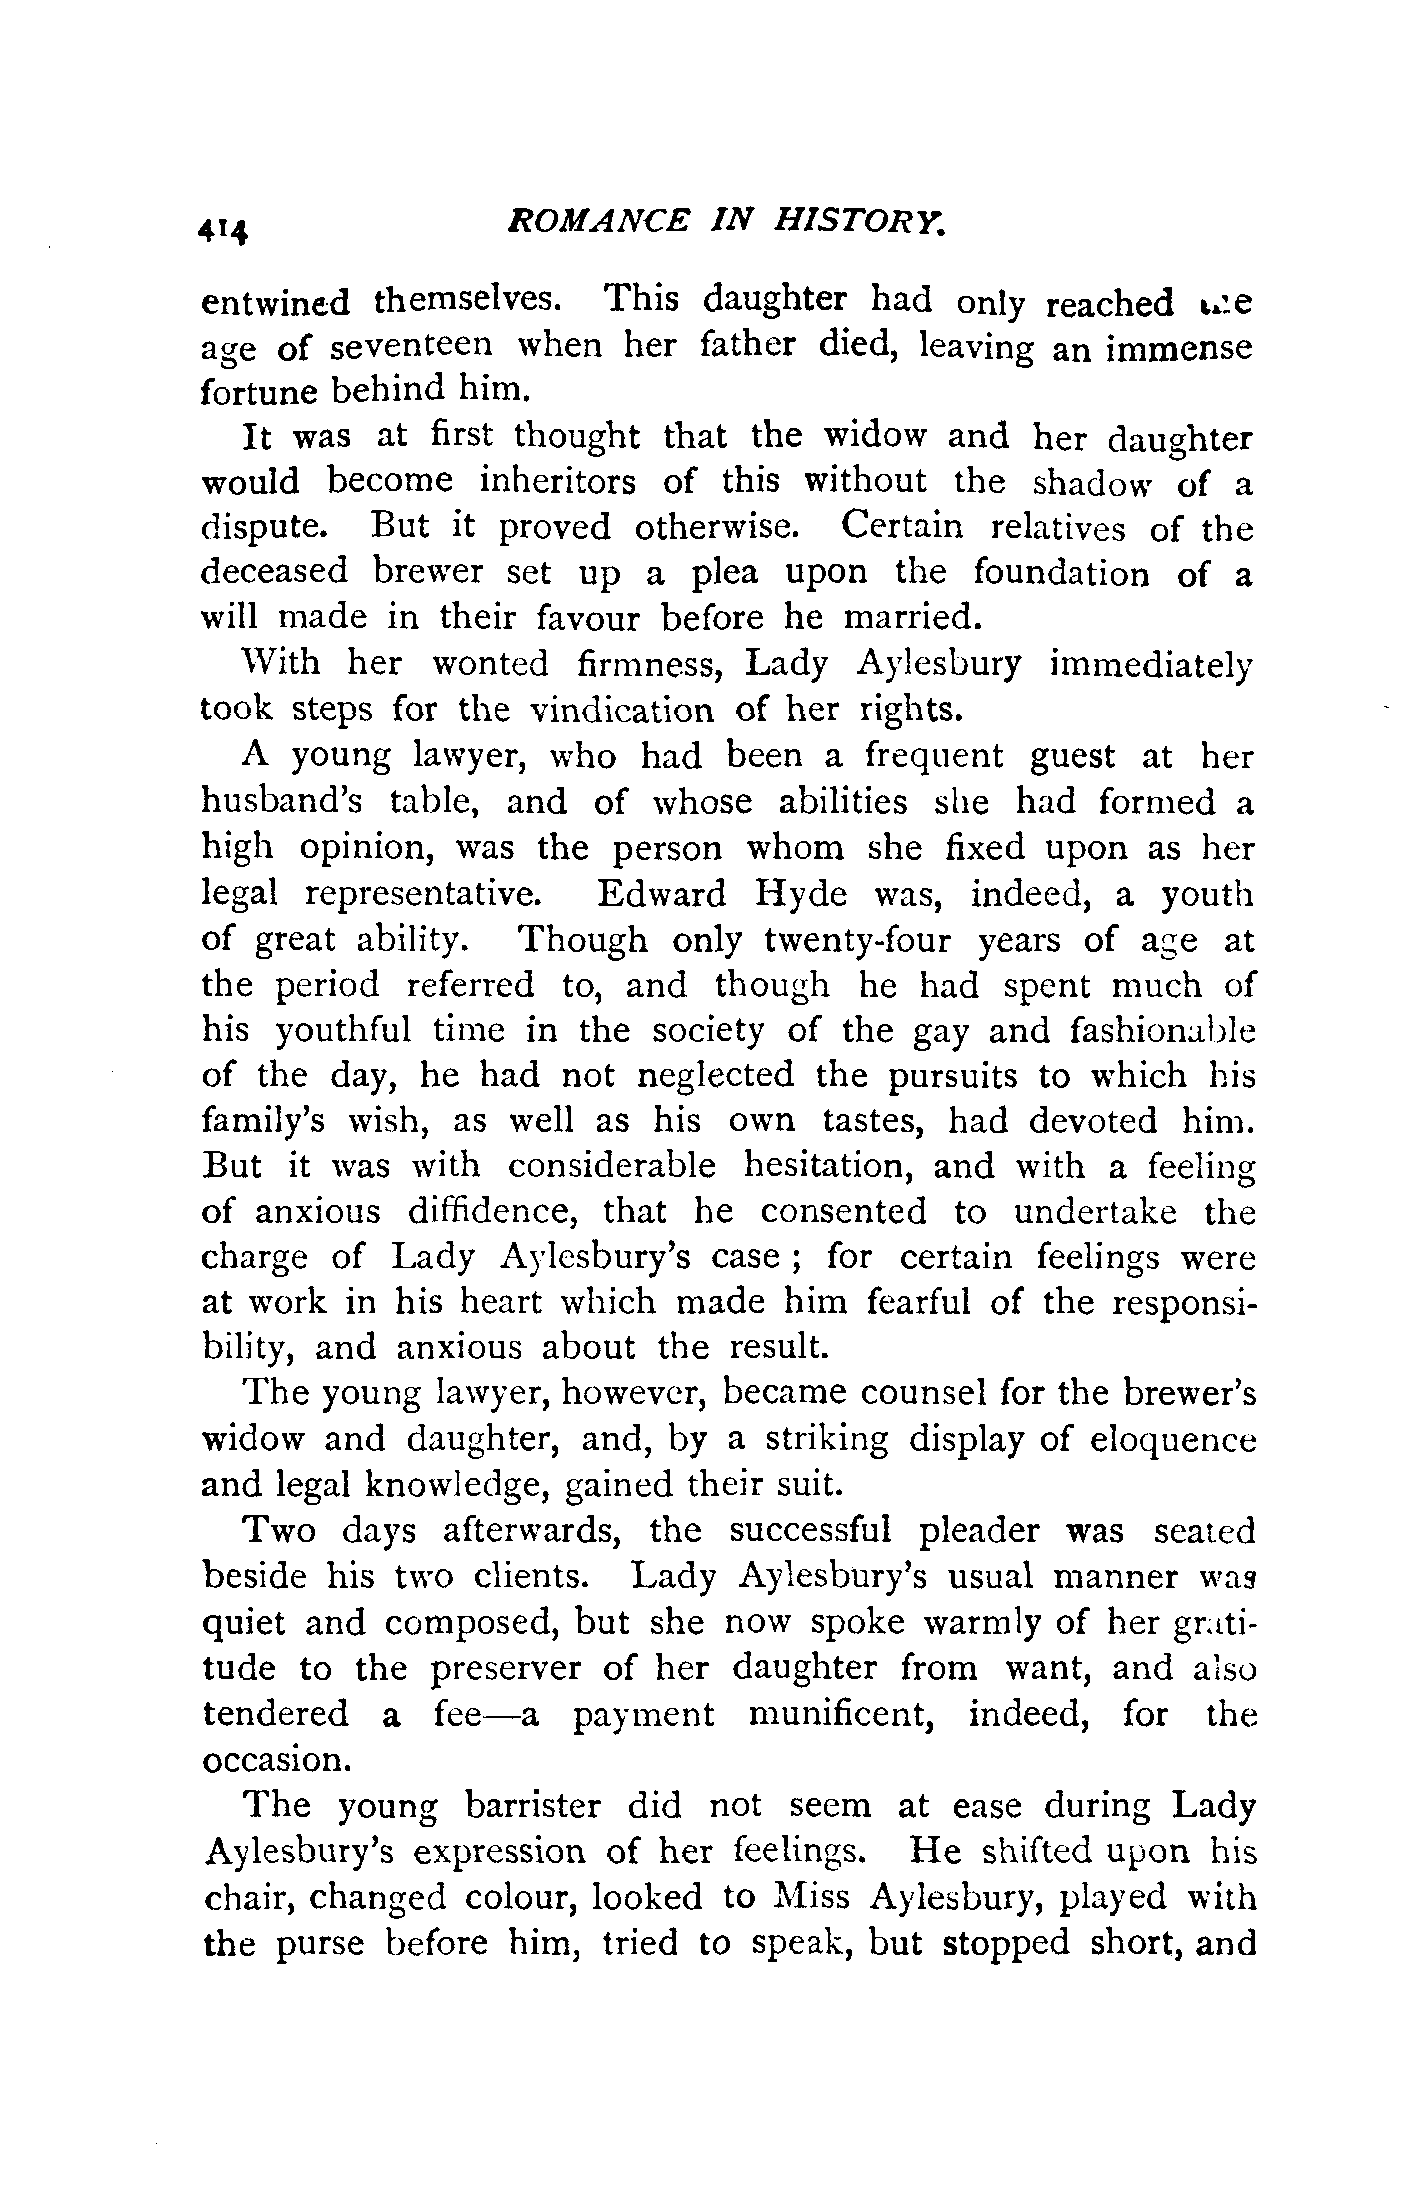 414 ROMANCE IN HISTORY.
entwined themselves. This daughter had only reached the
age of seventeen when her father died, leaving an immense
fortune behind him.
It was at first thought that the widow and her daughter
would become inheritors of this without the shadow of a
dispute. But it proved otherwise. Certain relatives of the
deceased brewer set up a plea upon the foundation of a
will made in their favour before he married.
With her wonted firmness, Lady Aylesbury immediately
took steps for the vindication of her rights.
A young lawyer, who had been a frequent guest at her
husband's table, and of whose abilities she had formed a
high opinion, was the person whom she fixed upon as her
legal representative. Edward Hyde was, indeed, a youth
of great ability. Though only twenty-four years of age at
the period referred to, and though he had spent much of
his youthful time in the society of the gay and fashionable
of the day, he had not neglected the pursuits to which his
family's wish, as well as his own tastes, had devoted him.
But it was with considerable hesitation, and with a feeling
of anxious diffidence, that he consented to undertake the
charge of Lady Aylesbury's case ; for certain feelings were
at work in his heart which made him fearful of the responsi-
bility, and anxious about the result.
The young lawyer, however, became counsel for the brewer's
widow and daughter, and, by a striking display of eloquence
and legal knowledge, gained their suit.
Two days afterwards, the successful pleader was seated
beside his two clients. Lady Aylesbury's usual manner was
quiet and composed, but she now spoke warmly of her grati-
tude to the preserver of her daughter from want, and also
tendered a fee—a payment munificent, indeed, for the
occasion.
The young barrister did not seem at ease during Lady
Aylesbury's expression of her feelings. He shifted upon his
chair, changed colour, looked to Miss Aylesbury, played with
the purse before him, tried to speak, but stopped short, and